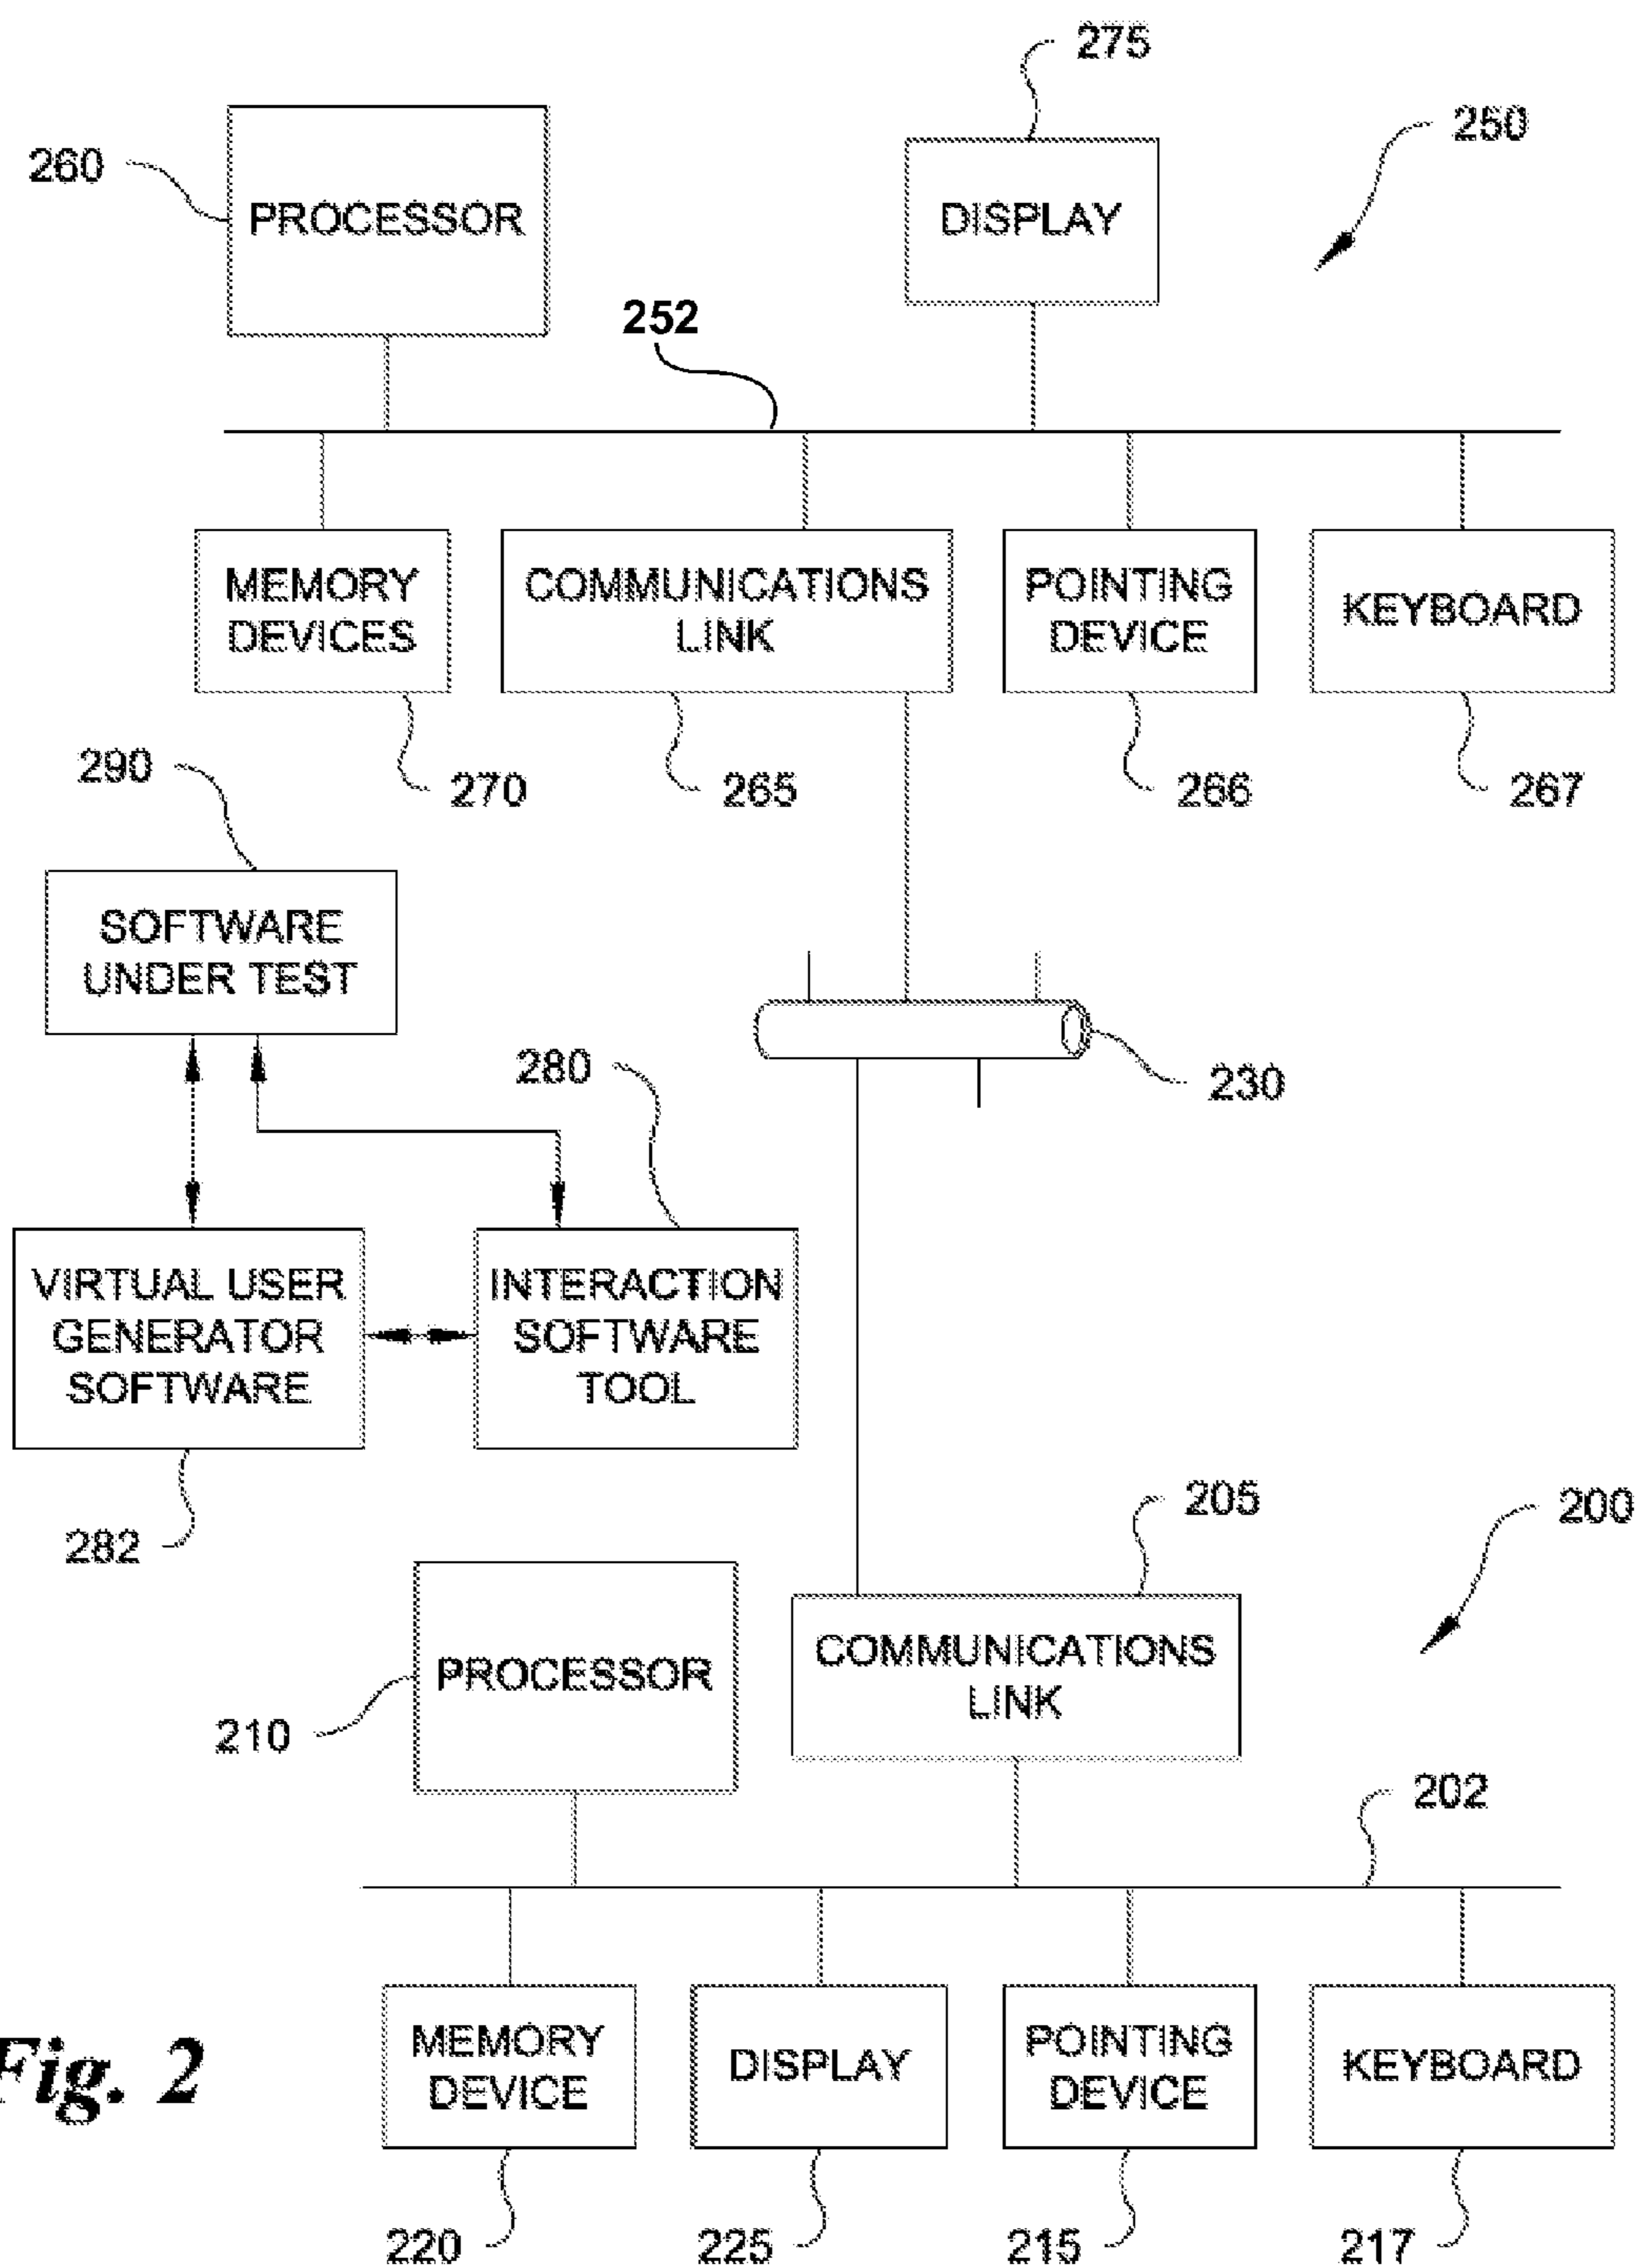 275
250
260
PROCESSOR
DISPLAY
252
MEMORY
DEVICES
COMMUNICATIONS
LINK
POINTING
DEVICE
KEYBOARD
270
265
266
267
290
SOFTWARE
UNDER TEST
280
230
VIRTUAL USER
GENERATOR
SOFTWARE
INTERACTION
SOFTWARE
TOOL
282
205
200
PROCESSOR
COMMUNICATIONS
LINK
210
202
MEMORY
DEVICE
DISPLAY
POINTING
DEVICE
KEYBOARD
Fig. 2
220
225
215
217